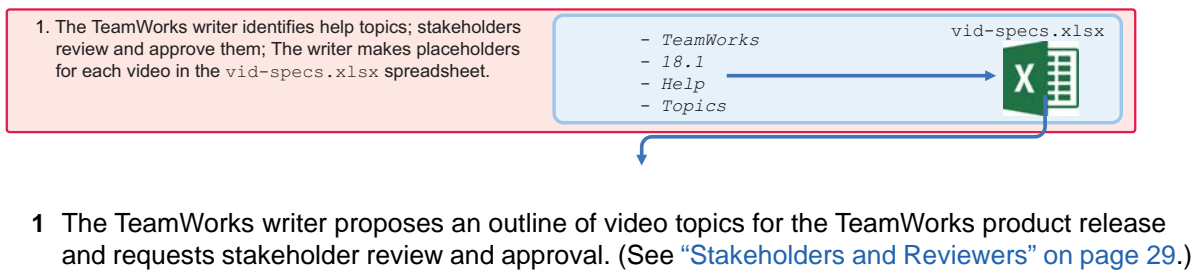 1. The TeamWorks writer identifies help topics; stakeholders
review and approve them; The writer makes placeholders
for each video in the vid-specs.xlsx spreadsheet.
- TeamWorks
- 18.1
- Help
- Topics
vid-specs.xlsx
X
1 The TeamWorks writer proposes an outline of video topics for the TeamWorks product release
and requests stakeholder review and approval. (See “Stakeholders and Reviewers” on page 29.)